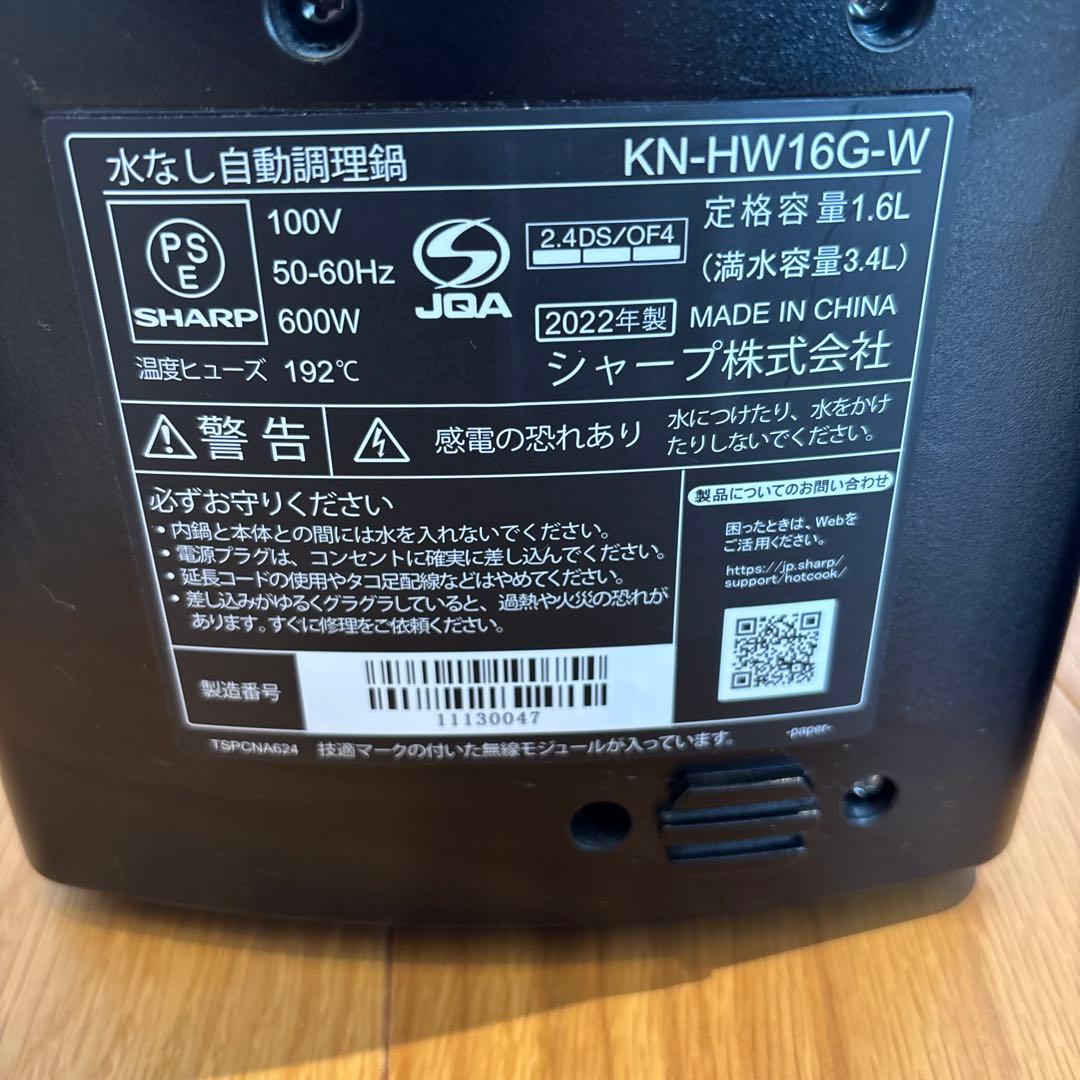 水なし自動調理鍋 KN-HW16G-W
PSE
SHARP
100V
50-60Hz
600W
JQA
2.4DS/OF4
定格容量1.6L
(満水容量3.4L)
2022年製 MADE IN CHINA
温度ヒューズ 192℃
シャープ株式会社
警告
感電の恐れあり
水につけたり、水をかけ
たりしないでください。
必ずお守りください
・内鍋と本体との間には水を入れないでください。
・電源プラグは、コンセントに確実に差し込んでください。
・延長コードの使用やタコ足配線などはやめてください。
・差し込みがゆるくグラグラしていると、過熱や火災の恐れが
あります。すぐに修理をご依頼ください。
製品についてのお問い合わせ
困ったときは、Webを
ご活用ください。
https://jp.sharp/
support/hotcook/
製造番号
11130047
TSPCNA624 技適マークの付いた無線モジュールが入っています。 -paper-